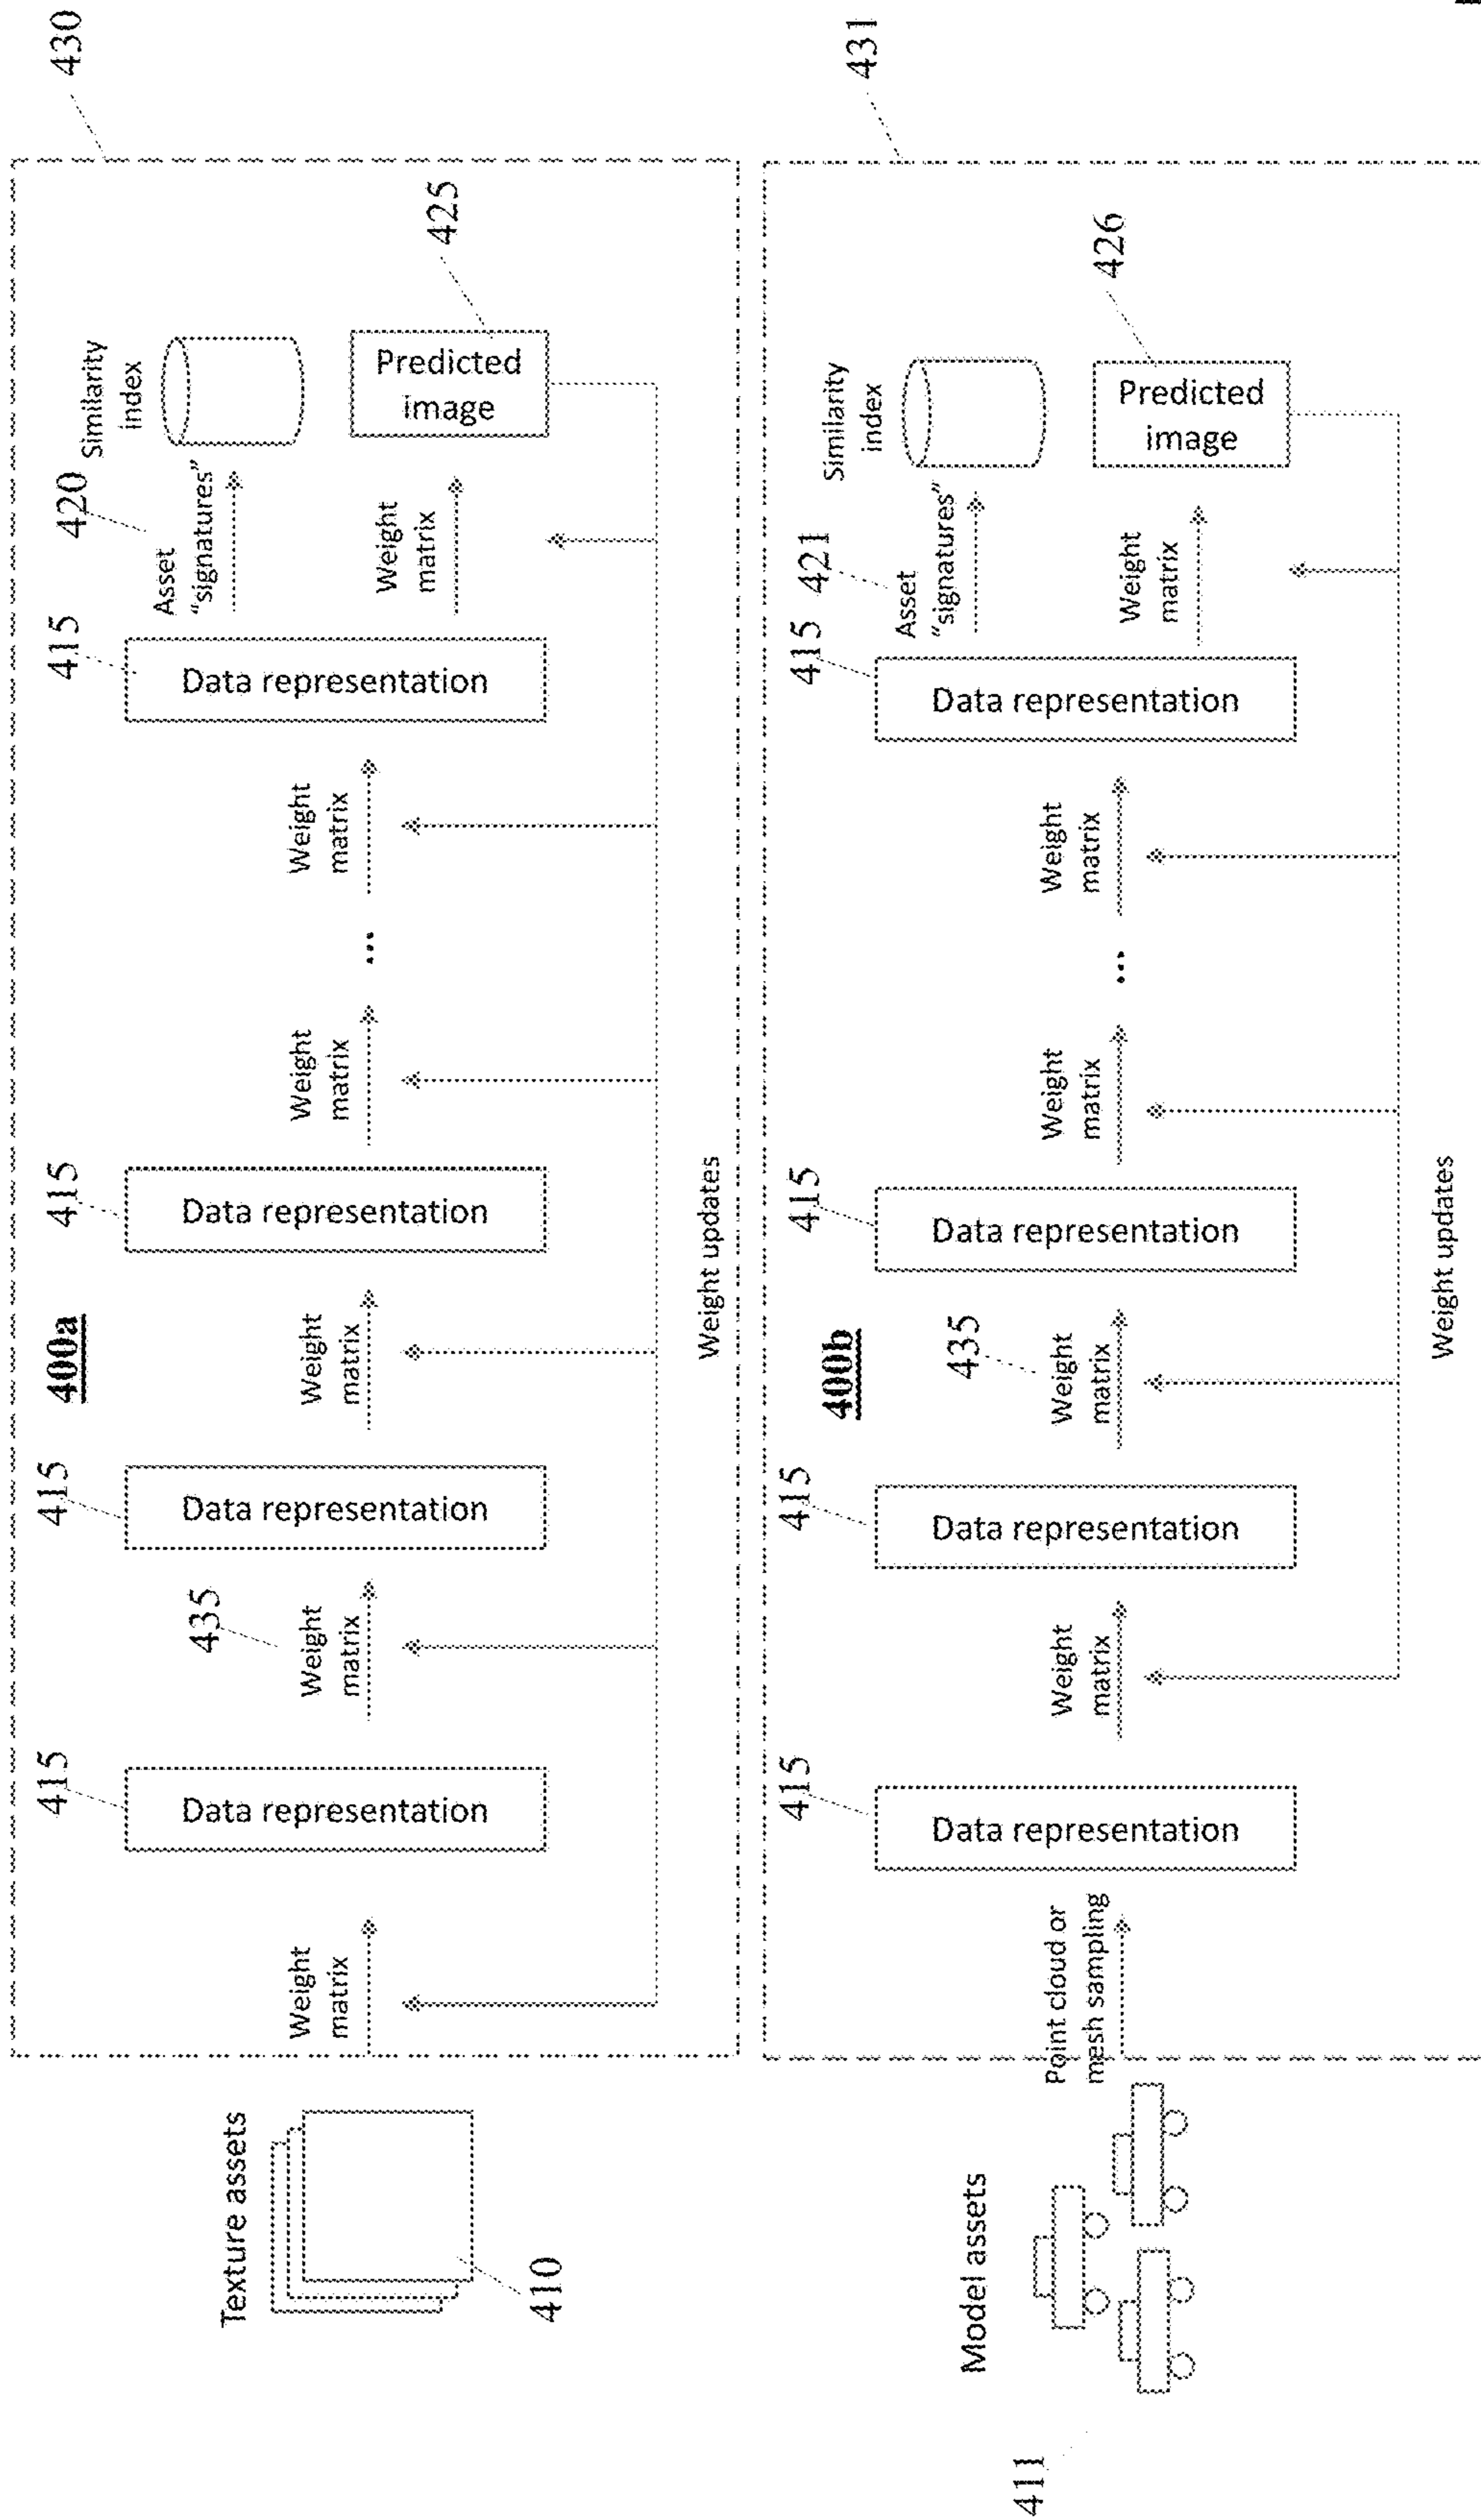 430
400a
415
415
415
415
420
Similarity
index
Asset
"signatures"
435
Texture assets
410
Weight
matrix
Data representation
Weight
matrix
Data representation
Weight
matrix
Data representation
Weight
matrix
...
Weight
matrix
Data representation
Weight
matrix
Predicted
image
425
Weight updates
431
400b
415
415
415
415
421
Similarity
index
Asset
"signatures"
435
Model assets
411
Point cloud or
mesh sampling
Data representation
Weight
matrix
Data representation
Weight
matrix
Data representation
Weight
matrix
...
Weight
matrix
Data representation
Weight
matrix
Predicted
image
426
Weight updates